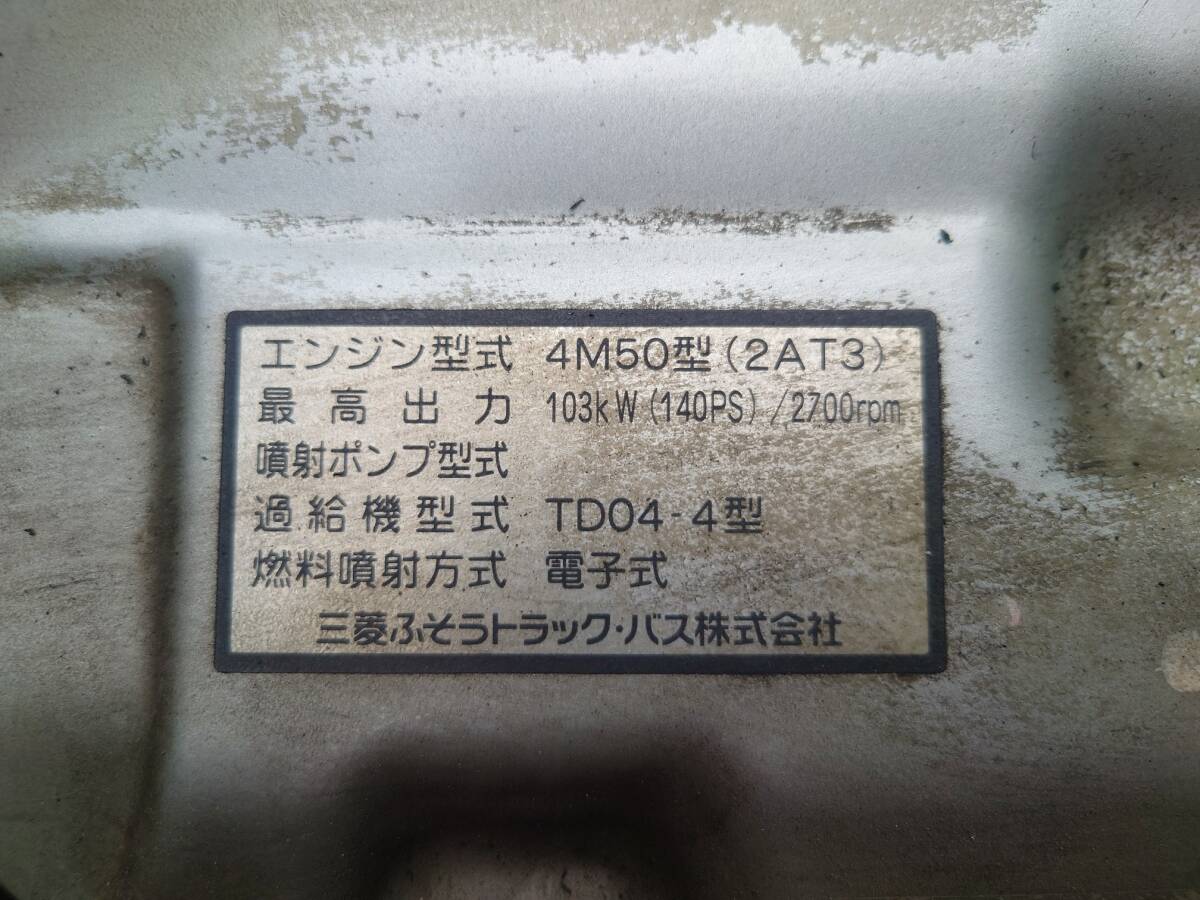 エンジン型式 4M50型(2AT3)
最高出力 103kW(140PS)/2700rpm
噴射ポンプ型式
過給機型式 TD04-4型
燃料噴射方式 電子式
三菱ふそうトラック・バス株式会社